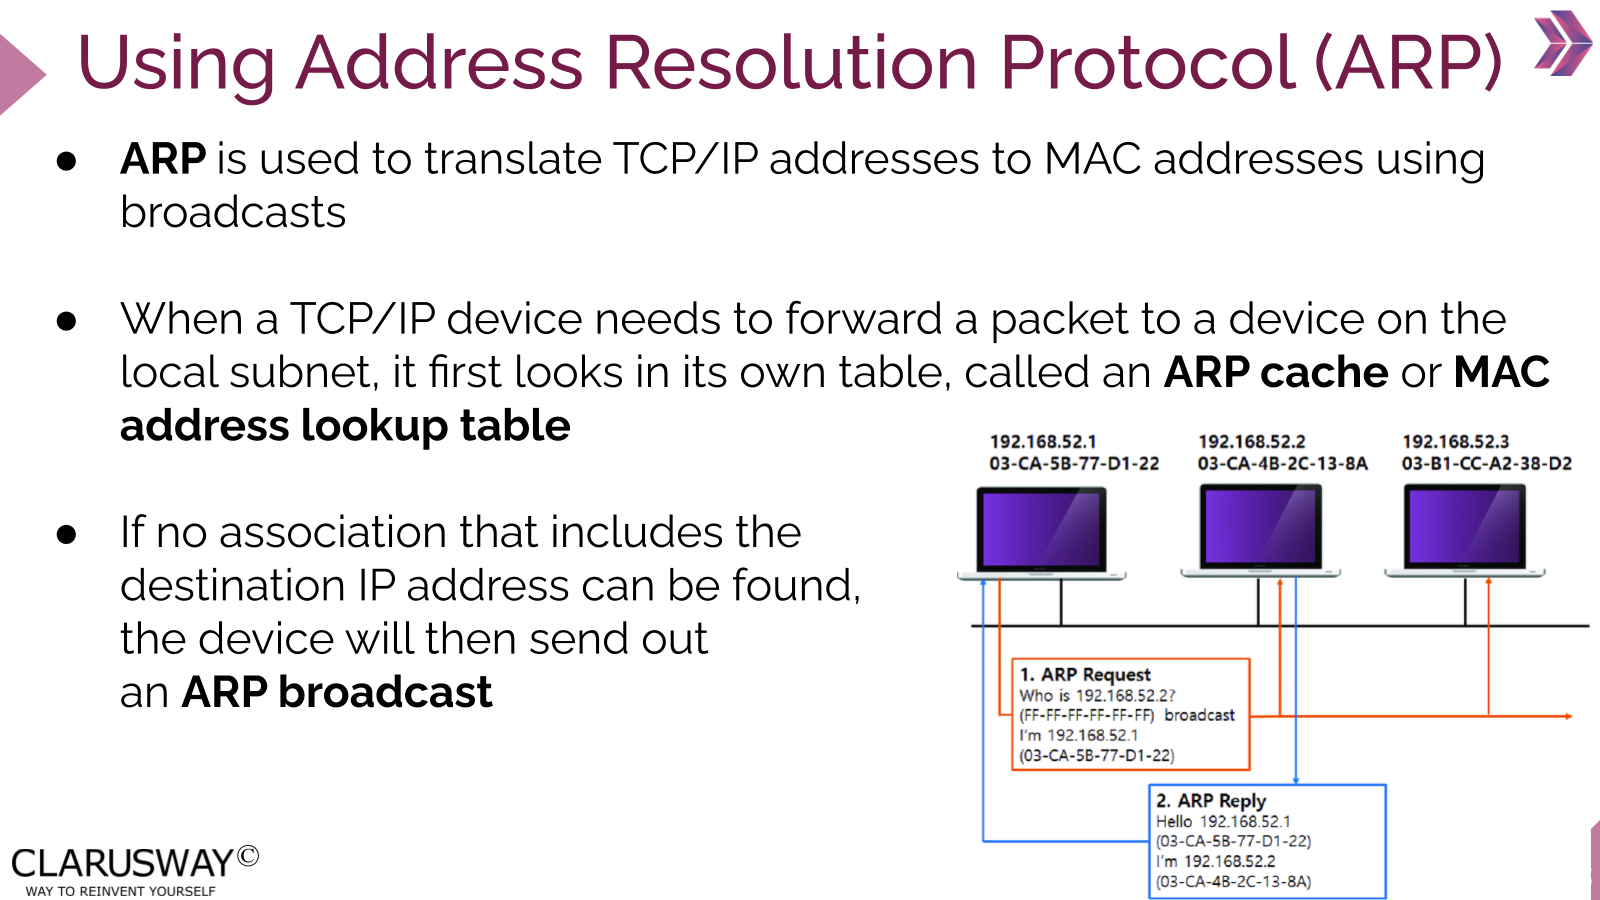 Using Address Resolution Protocol (ARP)
● ARP is used to translate TCP/IP addresses to MAC addresses using
broadcasts
● When a TCP/IP device needs to forward a packet to a device on the
local subnet, it first looks in its own table, called an ARP cache or MAC
address lookup table
● If no association that includes the
destination IP address can be found,
the device will then send out
an ARP broadcast
192.168.52.1
03-CA-5B-77-D1-22
192.168.52.2
03-CA-4B-2C-13-8A
192.168.52.3
03-B1-CC-A2-38-D2
1. ARP Request
Who is 192.168.52.2?
(FF-FF-FF-FF-FF-FF) broadcast
I'm 192.168.52.1
(03-CA-5B-77-D1-22)
2. ARP Reply
Hello 192.168.52.1
(03-CA-5B-77-D1-22)
I'm 192.168.52.2
(03-CA-4B-2C-13-8A)
CLARUSWAY©
WAY TO REINVENT YOURSELF